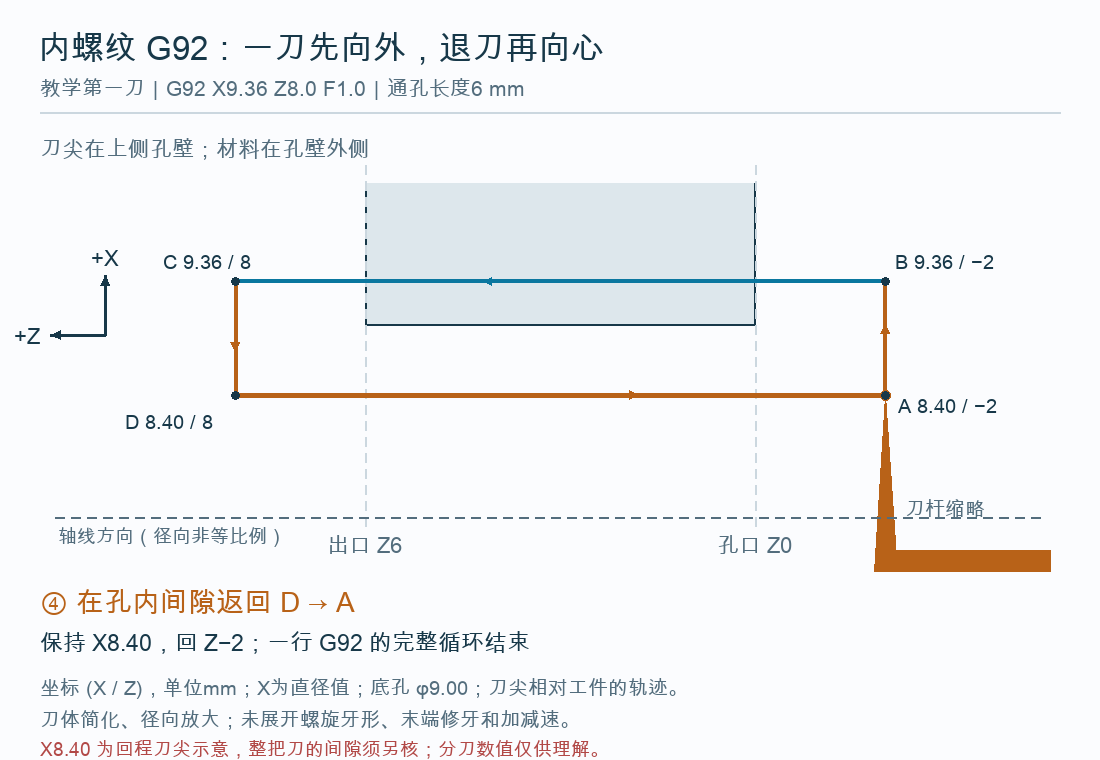 内螺纹 G92：一刀先向外，退刀再向心
教学第一刀 | G92 X9.36 Z8.0 F1.0 | 通孔长度6 mm
刀尖在上侧孔壁；材料在孔壁外侧
+X
C 9.36 / 8
B 9.36 / −2
+Z
D 8.40 / 8
A 8.40 / −2
刀杆缩略
轴线方向（径向非等比例）
出口 Z6
孔口 Z0
④ 在孔内间隙返回 D → A
保持 X8.40，回 Z−2；一行 G92 的完整循环结束
坐标 (X / Z)，单位mm；X为直径值；底孔 φ9.00；刀尖相对工件的轨迹。
刀体简化、径向放大；未展开螺旋牙形、末端修牙和加减速。
X8.40 为回程刀尖示意，整把刀的间隙须另核；分刀数值仅供理解。